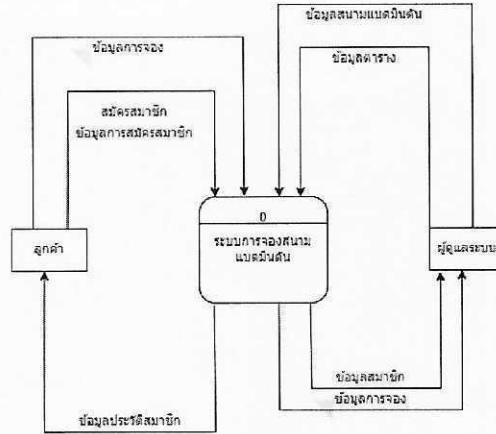 ข้อมูลสนามแบดมินตัน
ข้อมูลการจอง
ข้อมูลตาราง
สมัครสมาชิก
ข้อมูลการสมัครสมาชิก
0
ระบบการจองสนาม
แบดมินตัน
ลูกค้า
ผู้ดูแลระบบ
ข้อมูลสมาชิก
ข้อมูลการจอง
ข้อมูลประวัติสมาชิก